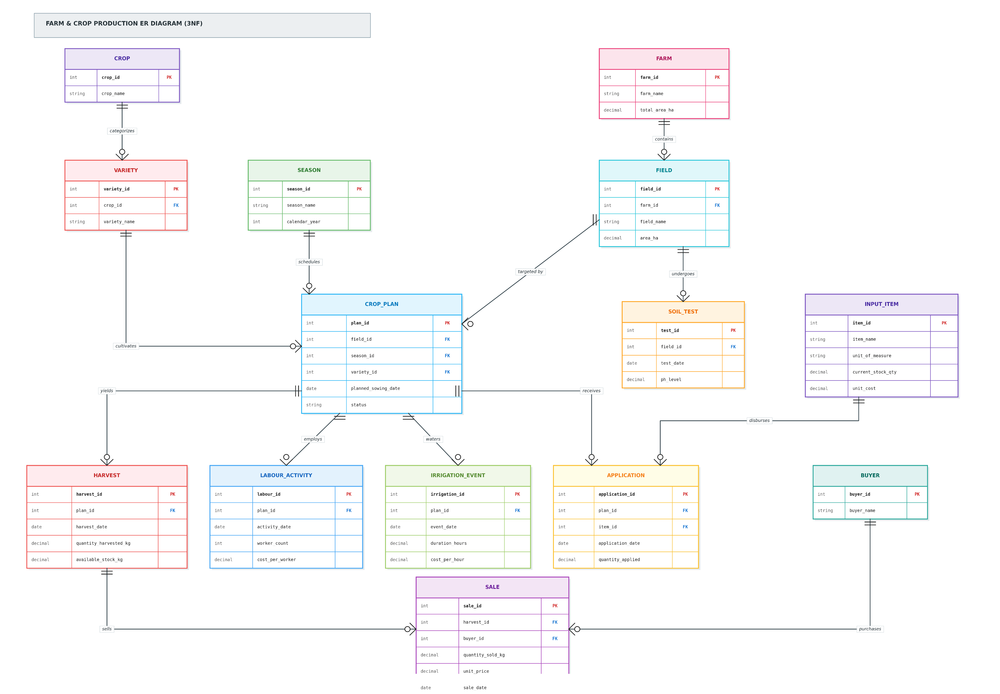 FARM & CROP PRODUCTION ER DIAGRAM (3NF)
CROP
int crop_id PK
string crop_name
FARM
int farm_id PK
string farm_name
decimal total_area_ha
categorizes
contains
VARIETY
int variety_id PK
int crop_id FK
string variety_name
SEASON
int season_id PK
string season_name
int calendar_year
FIELD
int field_id PK
int farm_id FK
string field_name
decimal area_ha
schedules
targeted by
undergoes
CROP_PLAN
int plan_id PK
int field_id FK
int season_id FK
int variety_id FK
date planned_sowing_date
string status
SOIL_TEST
int test_id PK
int field_id FK
date test_date
decimal ph_level
INPUT_ITEM
int item_id PK
string item_name
string unit_of_measure
decimal current_stock_qty
decimal unit_cost
cultivates
yields
receives
disburses
employs
waters
HARVEST
int harvest_id PK
int plan_id FK
date harvest_date
decimal quantity_harvested_kg
decimal available_stock_kg
LABOUR_ACTIVITY
int labour_id PK
int plan_id FK
date activity_date
int worker_count
decimal cost_per_worker
IRRIGATION_EVENT
int irrigation_id PK
int plan_id FK
date event_date
decimal duration_hours
decimal cost_per_hour
APPLICATION
int application_id PK
int plan_id FK
int item_id FK
date application_date
decimal quantity_applied
BUYER
int buyer_id PK
string buyer_name
SALE
int sale_id PK
int harvest_id FK
int buyer_id FK
decimal quantity_sold_kg
decimal unit_price
date sale_date
sells
purchases